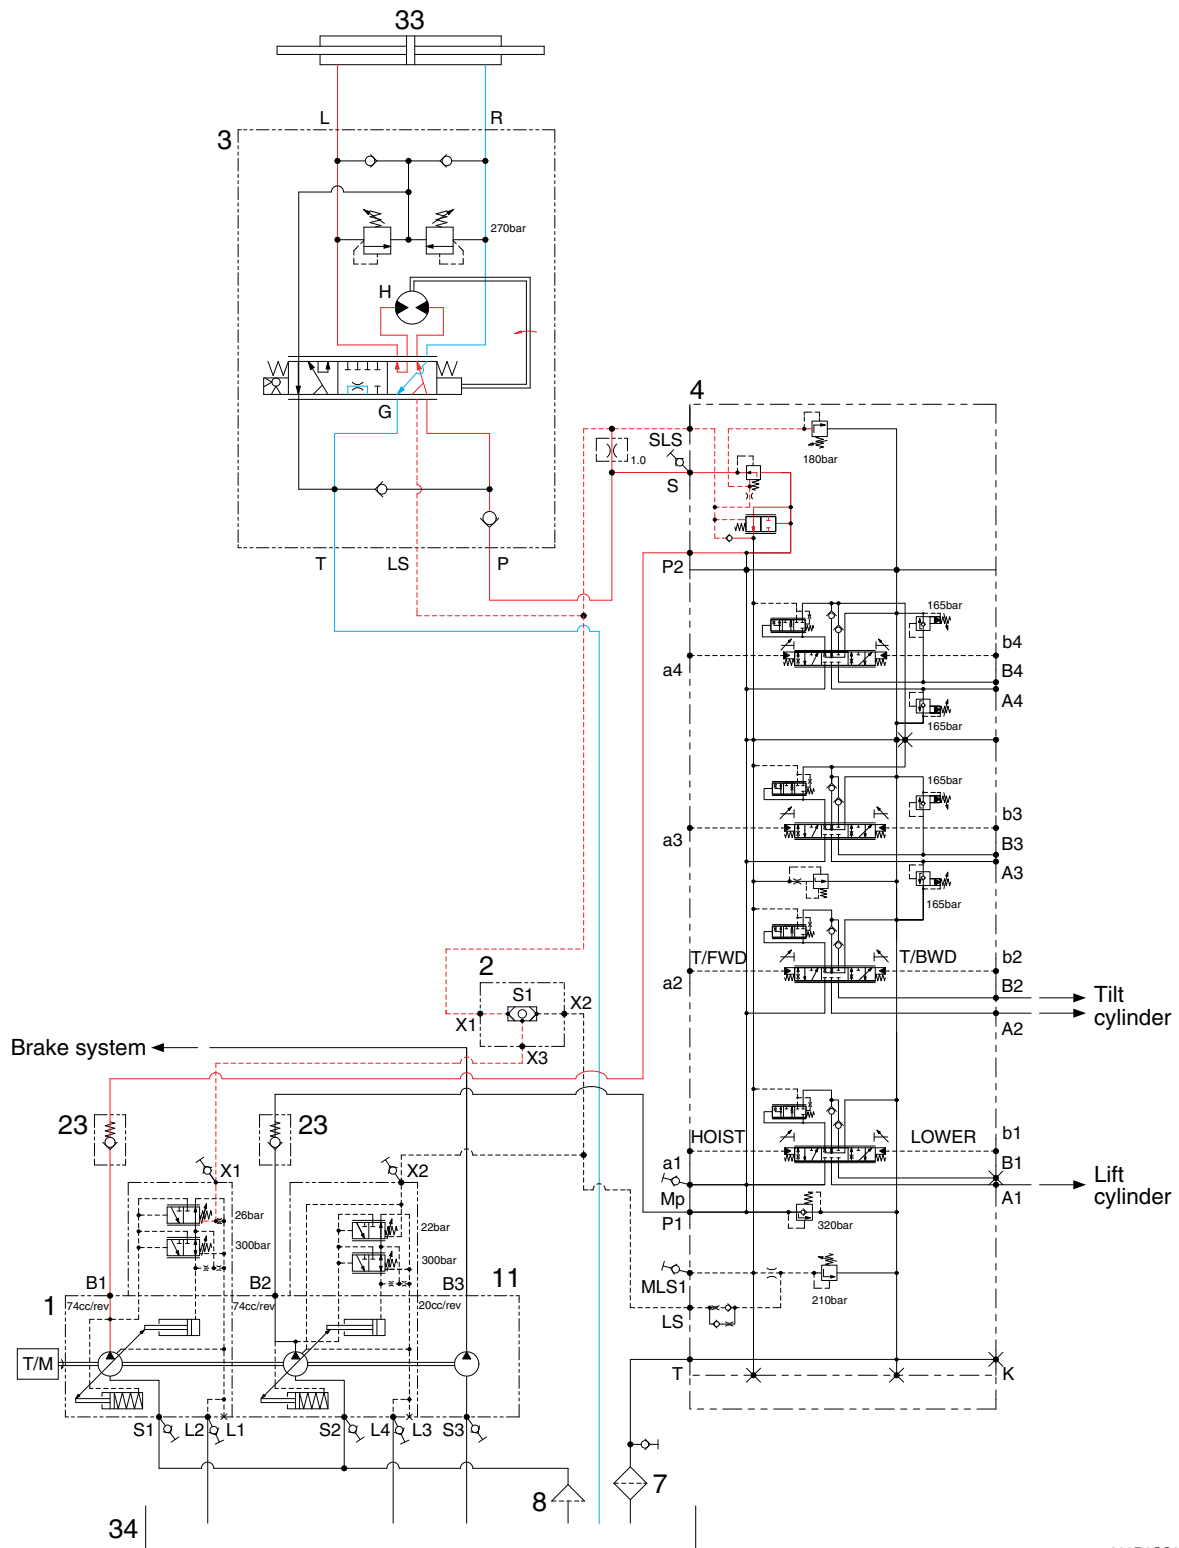 33
L
R
3
270bar
H
G
T
LS
P
4
SLS
1.0
S
180bar
P2
165bar
b4
a4
B4
A4
165bar
165bar
b3
a3
B3
A3
165bar
T/FWD
T/BWD
b2
a2
B2
Tilt
cylinder
A2
2
S1
X2
X1
X3
Brake system
23
23
HOIST
LOWER
b1
a1
B1
Lift
cylinder
A1
Mp
P1
320bar
X1
X2
26bar
22bar
300bar
300bar
MLS1
210bar
LS
B1
B2
B3
11
1
74cc/rev
74cc/rev
20cc/rev
T/M
T
K
S1
L2
L1
S2
L4
L3
S3
8
7
34